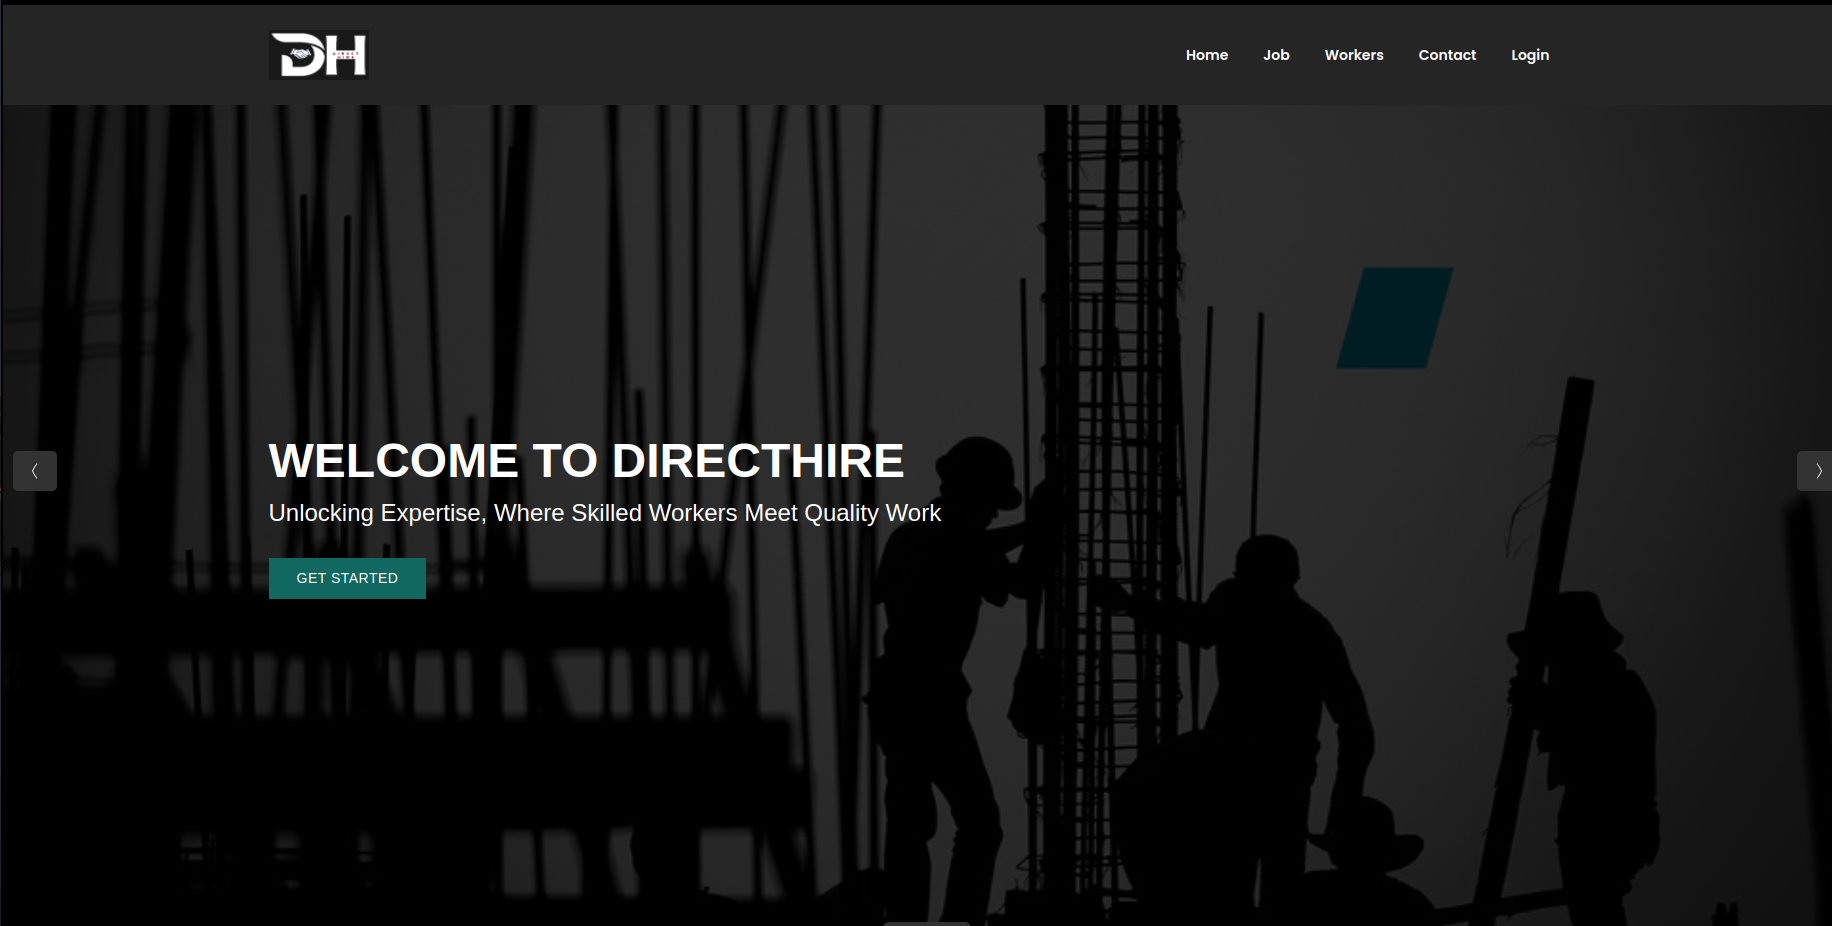 DH
Home
Job
Workers
Contact
Login
WELCOME TO DIRECTHIRE
Unlocking Expertise, Where Skilled Workers Meet Quality Work
GET STARTED